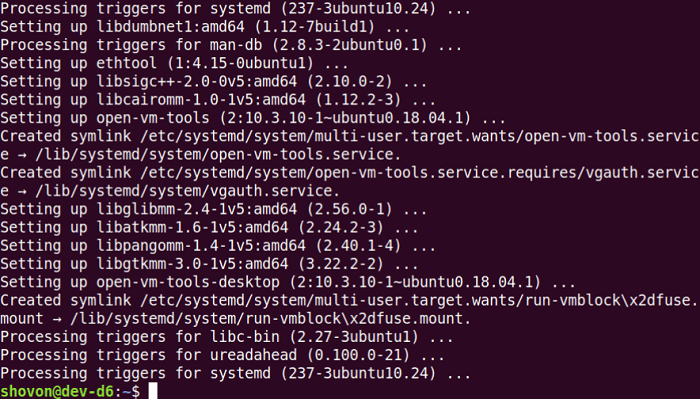 Processing triggers for systemd (237-3ubuntu10.24) ...
Setting up libdumbnet1:amd64 (1.12-7build1) ...
Processing triggers for man-db (2.8.3-2ubuntu0.1) ...
Setting up ethtool (1:4.15-0ubuntu1) ...
Setting up libsigc++-2.0-0v5:amd64 (2.10.0-2) ...
Setting up libcairomm-1.0-1v5:amd64 (1.12.2-3) ...
Setting up open-vm-tools (2:10.3.10-1~ubuntu0.18.04.1) ...
Created symlink /etc/systemd/system/multi-user.target.wants/open-vm-tools.servic
e → /lib/systemd/system/open-vm-tools.service.
Created symlink /etc/systemd/system/open-vm-tools.service.requires/vgauth.servic
e → /lib/systemd/system/vgauth.service.
Setting up libglibmm-2.4-1v5:amd64 (2.56.0-1) ...
Setting up libatkmm-1.6-1v5:amd64 (2.24.2-3) ...
Setting up libpangomm-1.4-1v5:amd64 (2.40.1-4) ...
Setting up libgtkmm-3.0-1v5:amd64 (3.22.2-2) ...
Setting up open-vm-tools-desktop (2:10.3.10-1~ubuntu0.18.04.1) ...
Created symlink /etc/systemd/system/multi-user.target.wants/run-vmblock\x2dfuse.
mount → /lib/systemd/system/run-vmblock\x2dfuse.mount.
Processing triggers for libc-bin (2.27-3ubuntu1) ...
Processing triggers for ureadahead (0.100.0-21) ...
Processing triggers for systemd (237-3ubuntu10.24) ...
shovon@dev-d6:~$